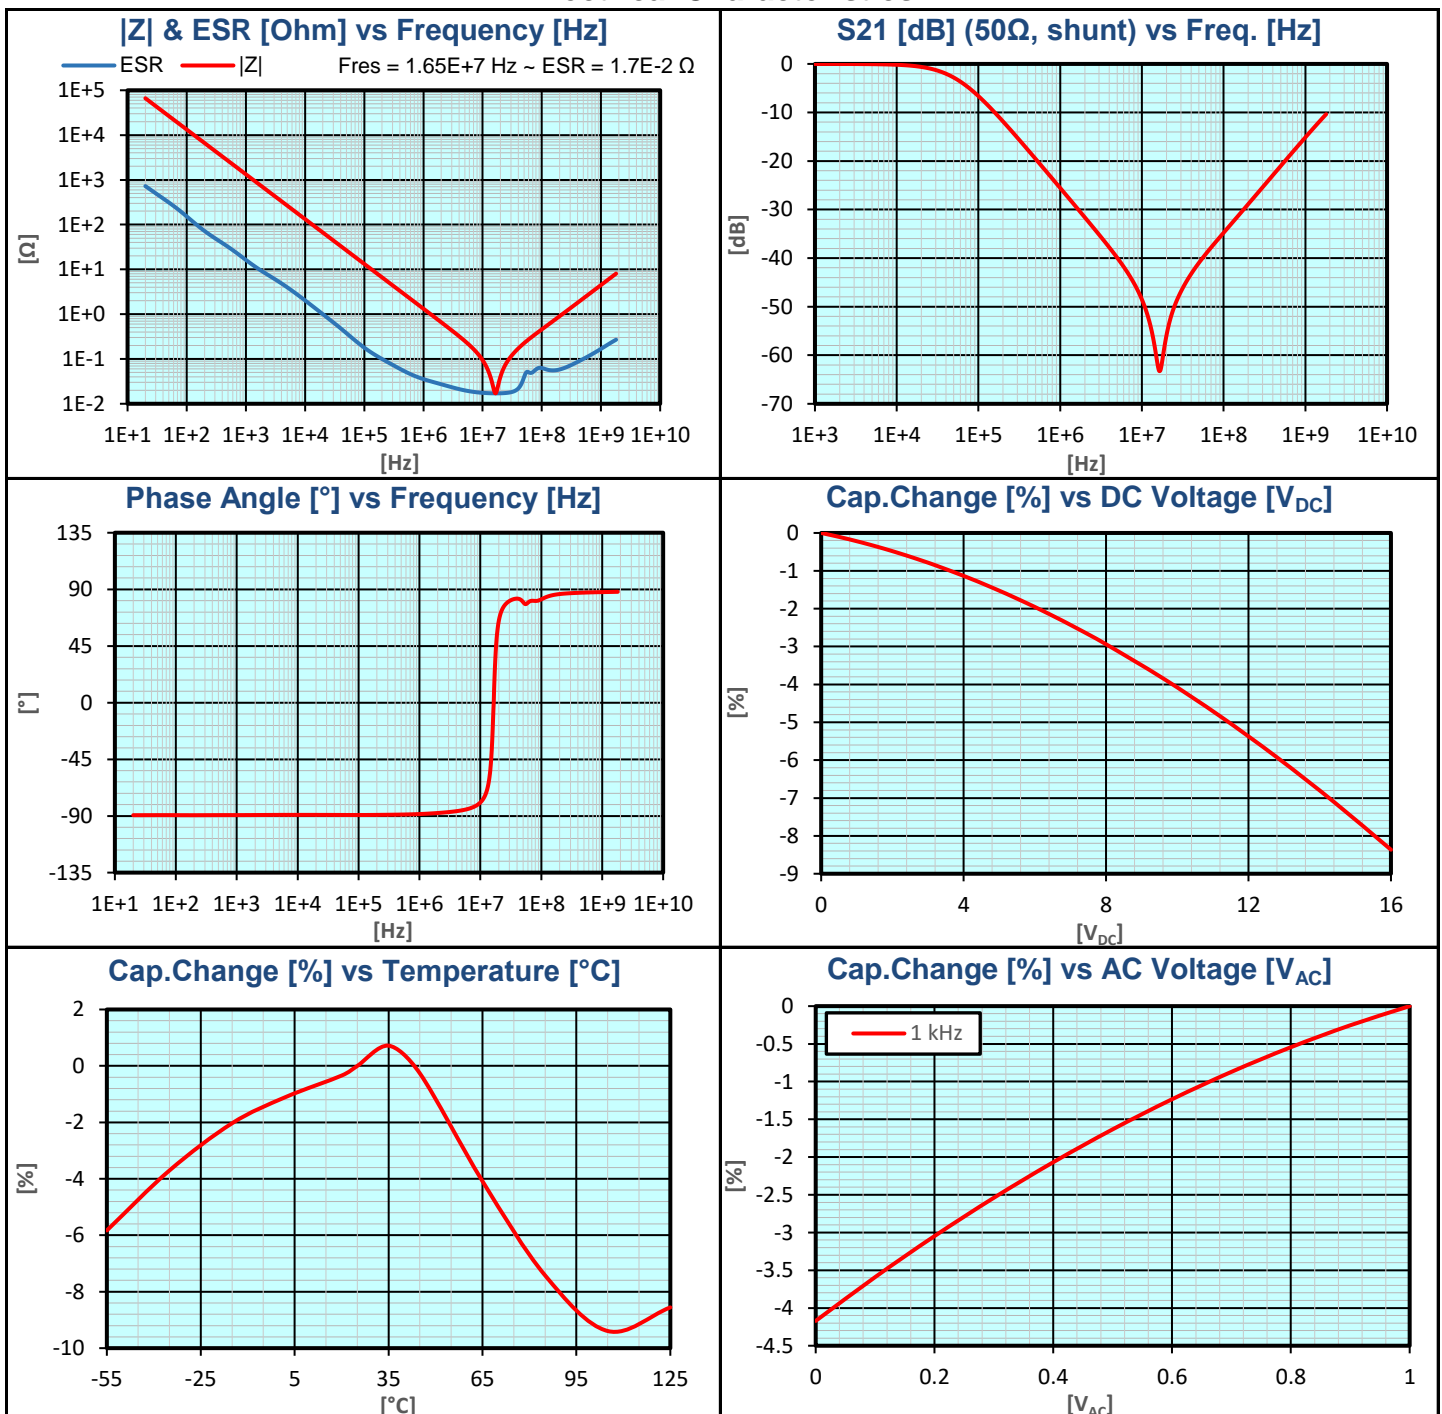 |Z| & ESR [Ohm] vs Frequency [Hz]
ESR |Z| Fres = 1.65E+7 Hz ~ ESR = 1.7E-2 Ω
1E+5
1E+4
1E+3
1E+2
1E+1
1E+0
1E-1
1E-2
[Ω]
1E+1 1E+2 1E+3 1E+4 1E+5 1E+6 1E+7 1E+8 1E+9 1E+10
[Hz]
S21 [dB] (50Ω, shunt) vs Freq. [Hz]
0
-10
-20
-30
-40
-50
-60
-70
[dB]
1E+3 1E+4 1E+5 1E+6 1E+7 1E+8 1E+9 1E+10
[Hz]
Phase Angle [°] vs Frequency [Hz]
135
90
45
0
-45
-90
-135
[°]
1E+1 1E+2 1E+3 1E+4 1E+5 1E+6 1E+7 1E+8 1E+9 1E+10
[Hz]
Cap.Change [%] vs DC Voltage [VDC]
0
-1
-2
-3
-4
-5
-6
-7
-8
-9
[%]
0 4 8 12 16
[VDC]
Cap.Change [%] vs Temperature [°C]
2
0
-2
-4
-6
-8
-10
[%]
-55 -25 5 35 65 95 125
[°C]
Cap.Change [%] vs AC Voltage [VAC]
1 kHz
0
-0.5
-1
-1.5
-2
-2.5
-3
-3.5
-4
-4.5
[%]
0 0.2 0.4 0.6 0.8 1
[VAC]